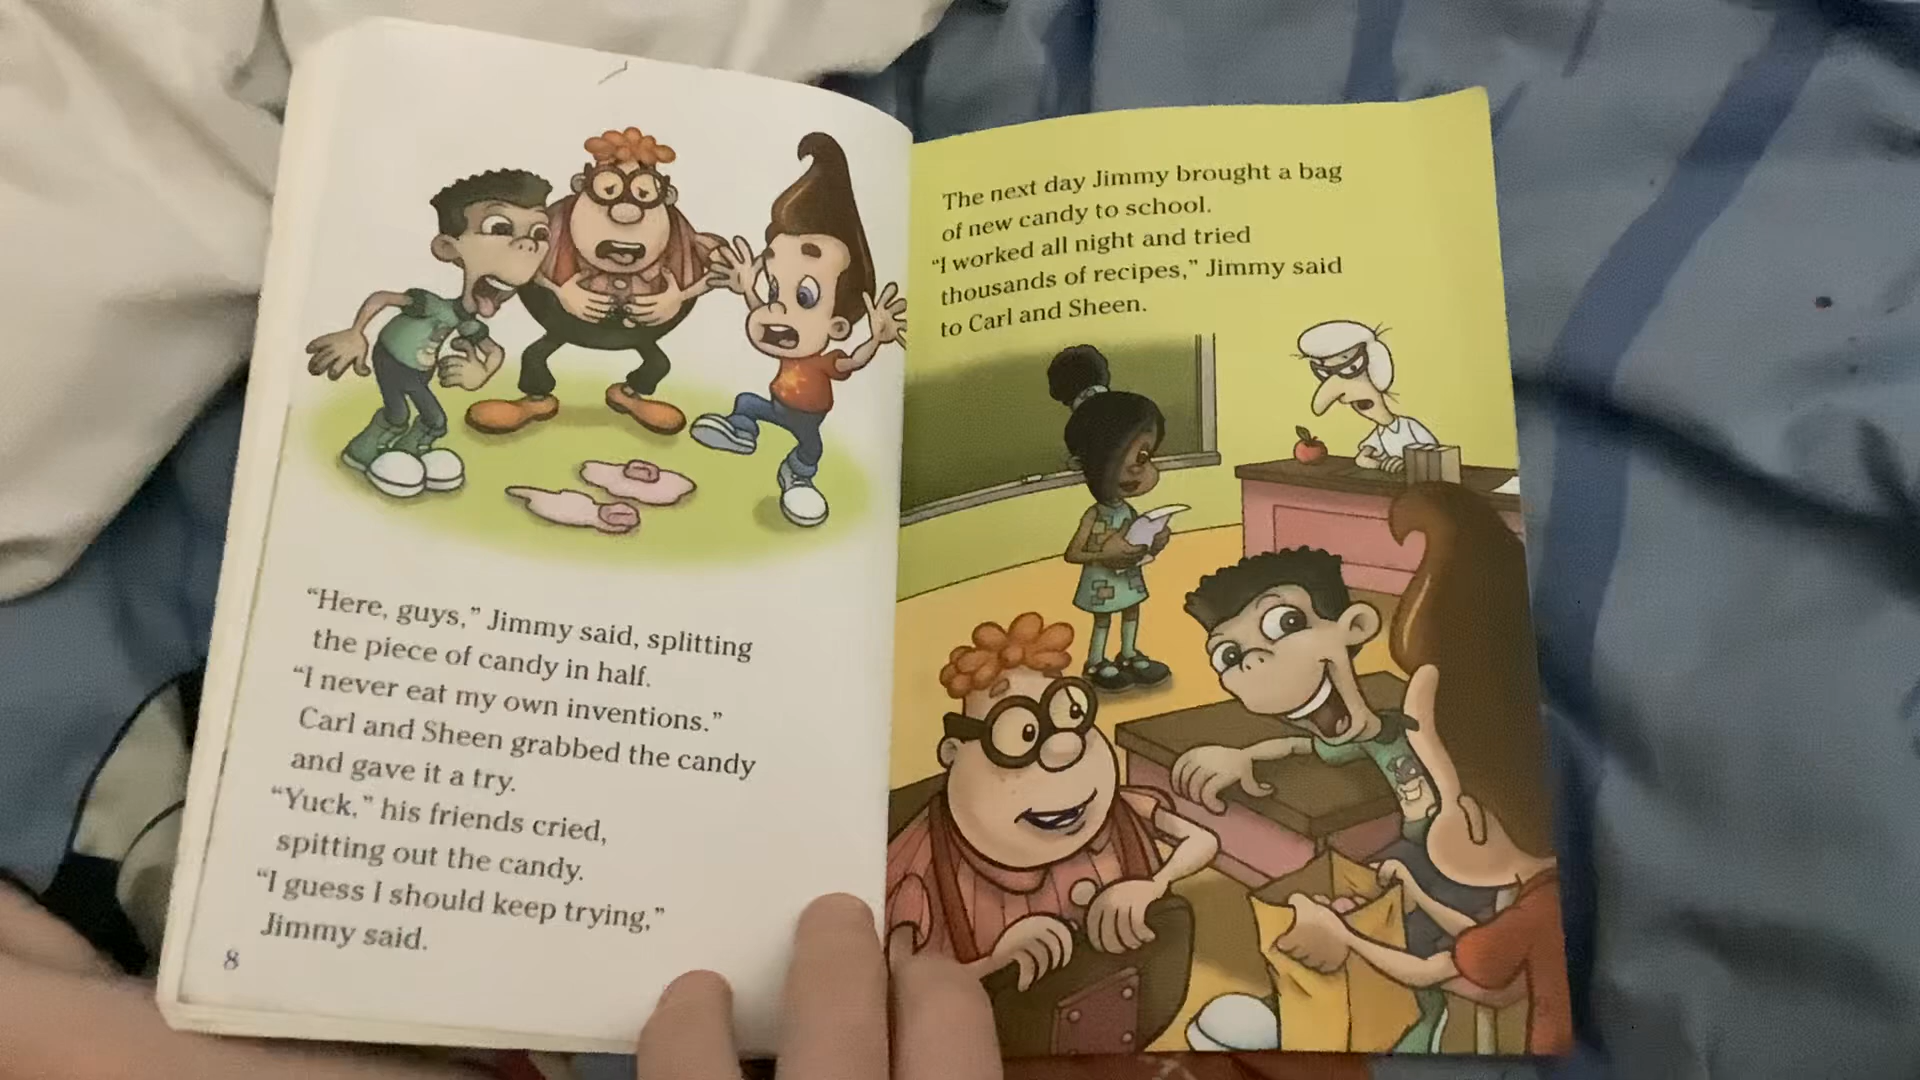 “Here, guys,” Jimmy said, splitting
the piece of candy in half.
“I never eat my own inventions.”
Carl and Sheen grabbed the candy
and gave it a try.
“Yuck,” his friends cried,
spitting out the candy.
“I guess I should keep trying,”
Jimmy said.
8
The next day Jimmy brought a bag
of new candy to school.
“I worked all night and tried
thousands of recipes,” Jimmy said
to Carl and Sheen.